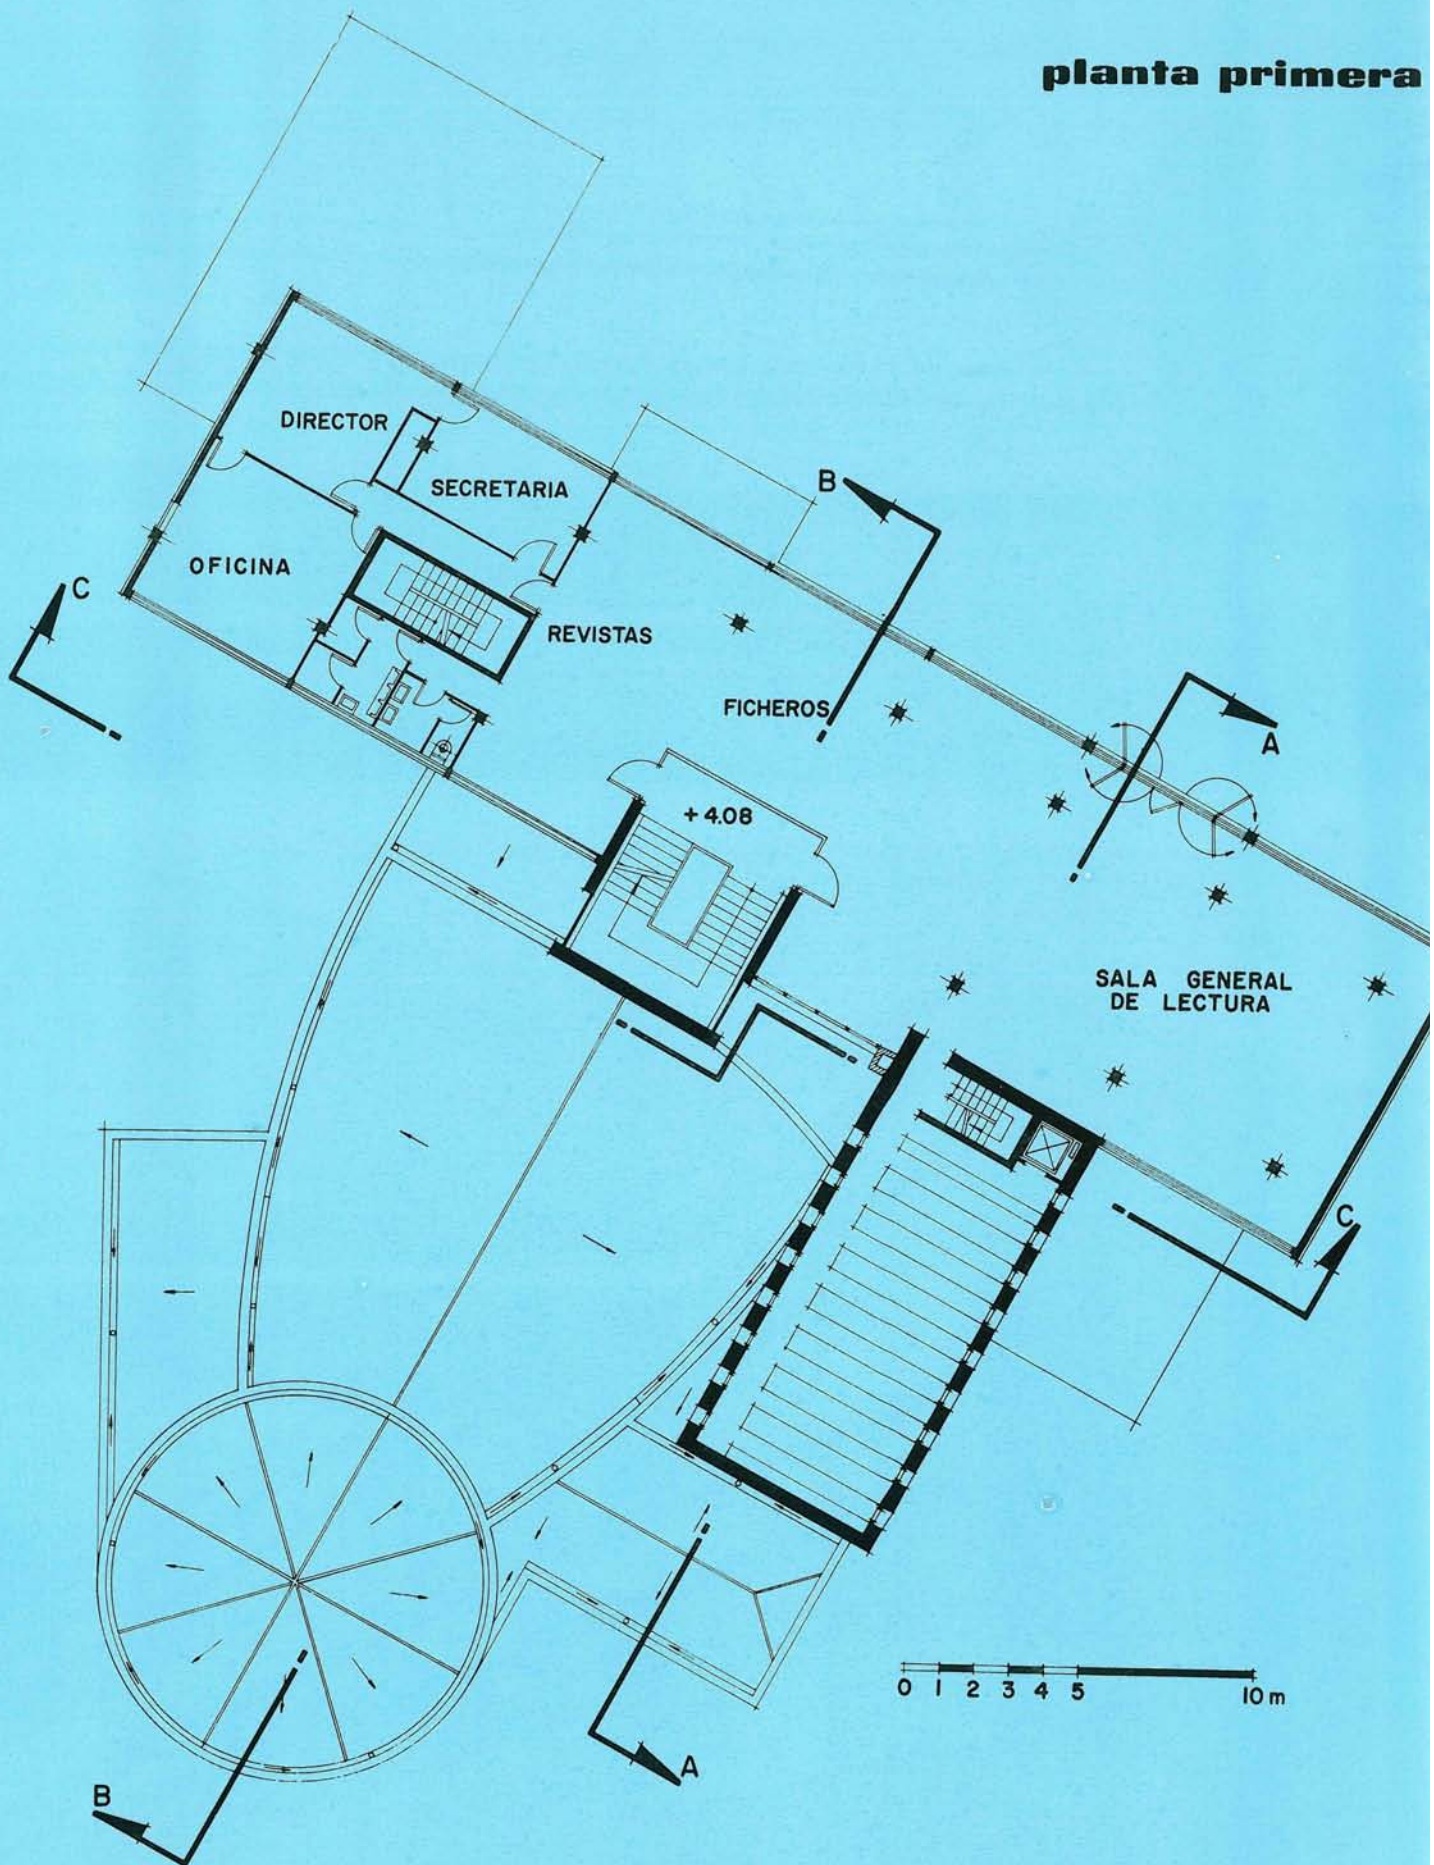 planta primera
DIRECTOR
SECRETARIA
B
OFICINA
C
REVISTAS
FICHEROS
A
+ 4.08
SALA GENERAL
DE LECTURA
C
0 1 2 3 4 5 10 m
A
B